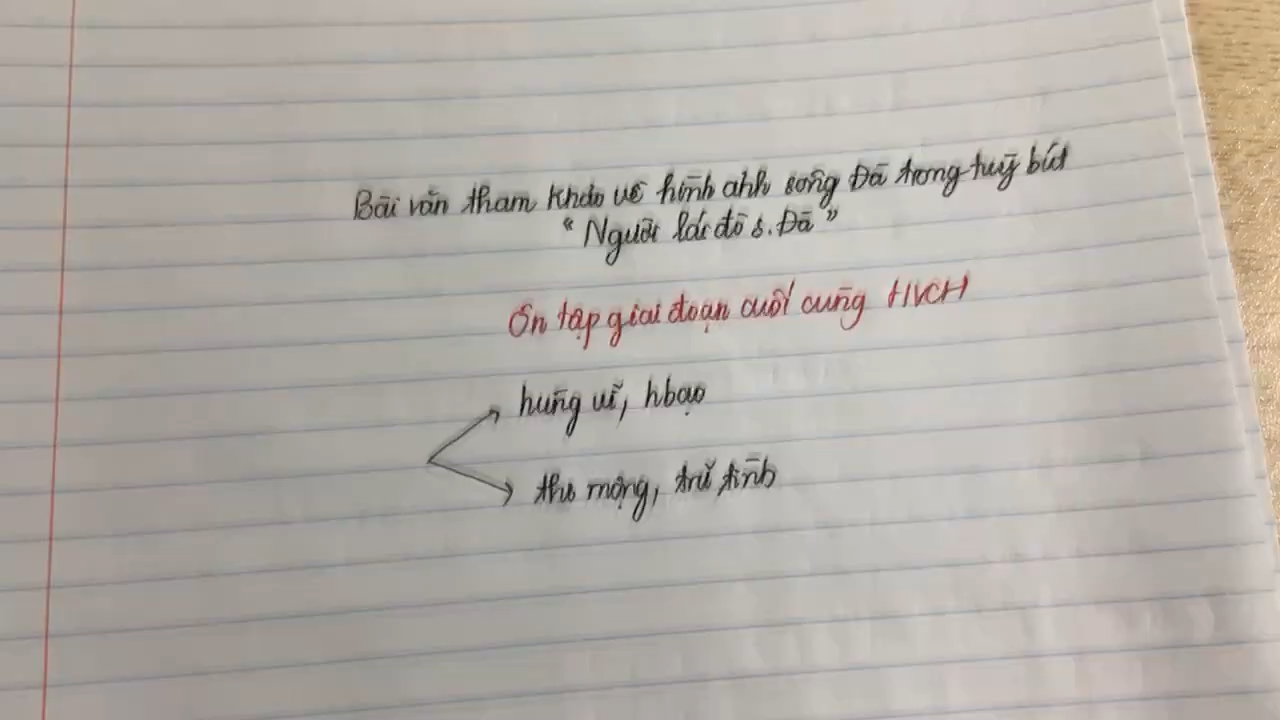 Bài văn tham khảo về hình ảnh sông Đà trong tuỳ bút
"Người lái đò s. Đà"
Ôn tập giai đoạn cuối cùng HVCH
hùng vĩ, hbạo
thơ mộng, trữ tình